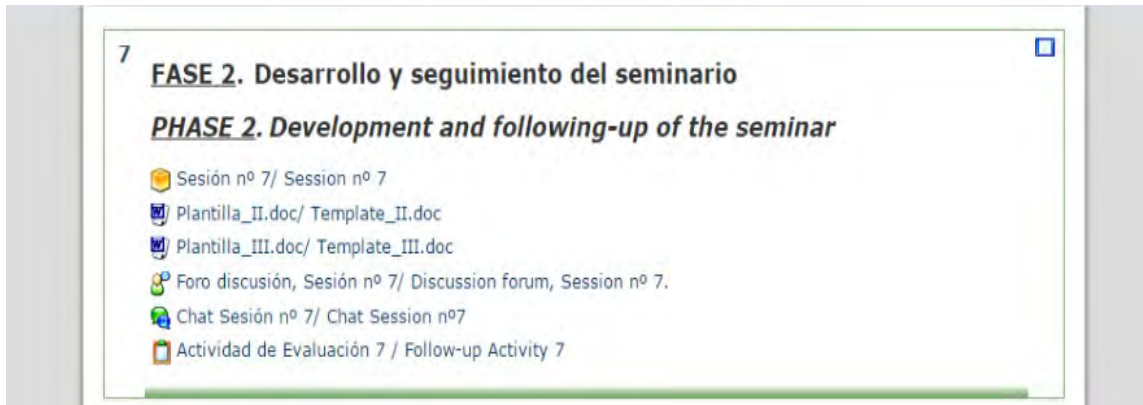 7
FASE 2. Desarrollo y seguimiento del seminario
PHASE 2. Development and following-up of the seminar
Sesión nº 7/ Session nº 7
Plantilla_II.doc/ Template_II.doc
Plantilla_III.doc/ Template_III.doc
Foro discusión, Sesión nº 7/ Discussion forum, Session nº 7.
Chat Sesión nº 7/ Chat Session nº7
Actividad de Evaluación 7 / Follow-up Activity 7